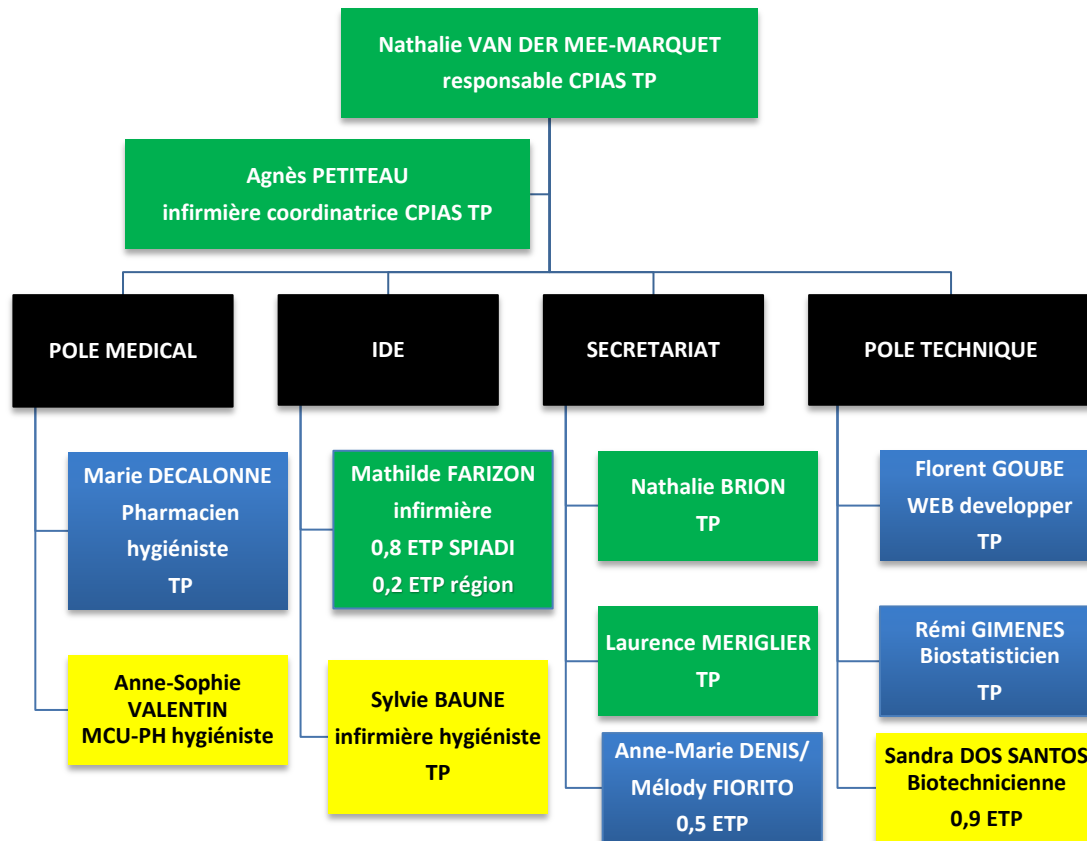 Nathalie VAN DER MEE-MARQUET
responsable CPIAS TP
Agnès PETITEAU
infirmière coordinatrice CPIAS TP
POLE MEDICAL
IDE
SECRETARIAT
POLE TECHNIQUE
Marie DECALONNE
Pharmacien
hygiéniste
TP
Anne-Sophie
VALENTIN
MCU-PH hygiéniste
Mathilde FARIZON
infirmière
0,8 ETP SPIADI
0,2 ETP région
Sylvie BAUNE
infirmière hygiéniste
TP
Nathalie BRION
TP
Laurence MERIGLIER
TP
Anne-Marie DENIS/
Mélody FIORITO
0,5 ETP
Florent GOUBE
WEB developper
TP
Rémi GIMENES
Biostatisticien
TP
Sandra DOS SANTOS
Biotechnicienne
0,9 ETP